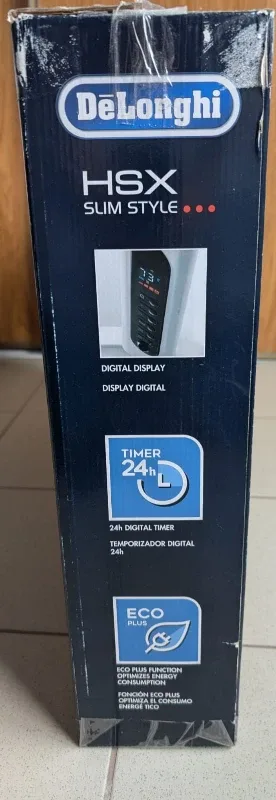 DeLonghi
HSX
SLIM STYLE
DIGITAL DISPLAY
DISPLAY DIGITAL
TIMER
24h
24h DIGITAL TIMER
TEMPORIZADOR DIGITAL
24h
ECO
PLUS
ECO PLUS FUNCTION
OPTIMIZES ENERGY
CONSUMPTION
FONCIÓN ECO PLUS
OPTIMIZA EL CONSUMO
ENERGÉ TICO